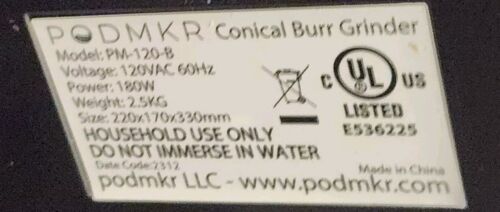 PODMKR Conical Burr Grinder
Model: PM-120-B
Voltage: 120VAC 60Hz
Power: 180W
Weight: 2.5KG
Size: 220x170x330mm
HOUSEHOLD USE ONLY
DO NOT IMMERSE IN WATER
Date Code:2312
C UL US
LISTED
E536225
Made in China
podmkr LLC - www.podmkr.com